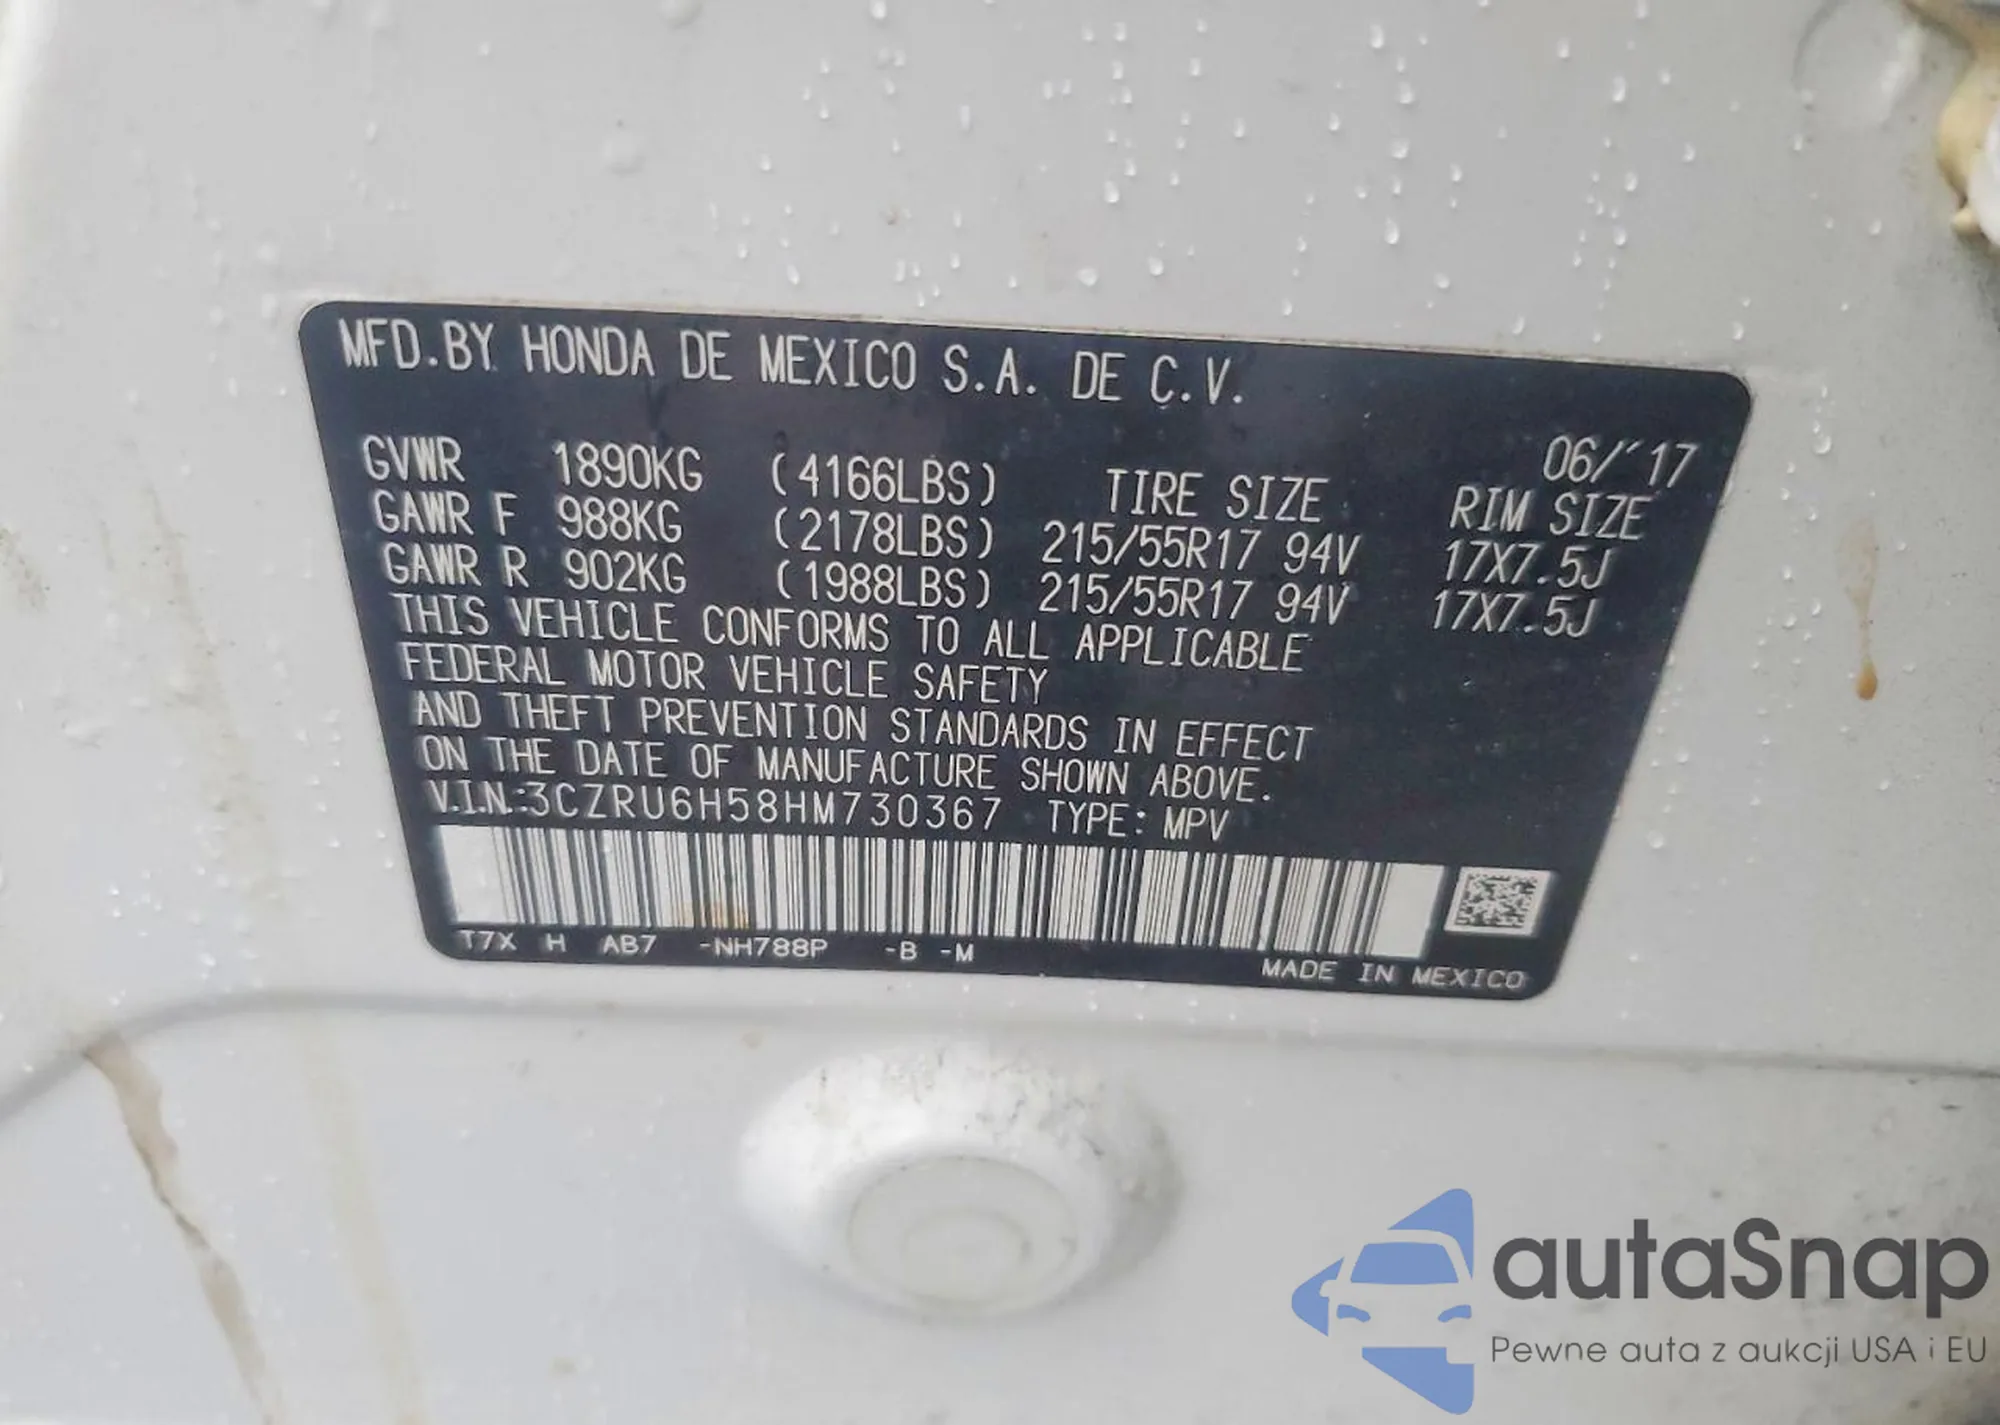 MFD.BY HONDA DE MEXICO S.A. DE C.V.
06/'17
GVWR 1890KG (4166LBS) TIRE SIZE RIM SIZE
GAWR F 988KG (2178LBS) 215/55R17 94V 17X7.5J
GAWR R 902KG (1988LBS) 215/55R17 94V 17X7.5J
THIS VEHICLE CONFORMS TO ALL APPLICABLE
FEDERAL MOTOR VEHICLE SAFETY
AND THEFT PREVENTION STANDARDS IN EFFECT
ON THE DATE OF MANUFACTURE SHOWN ABOVE.
V.I.N.:3CZRU6H58HM730367 TYPE: MPV
T7X H AB7 -NH788P -B -M
MADE IN MEXICO
autaSnap
Pewne auta z aukcji USA i EU